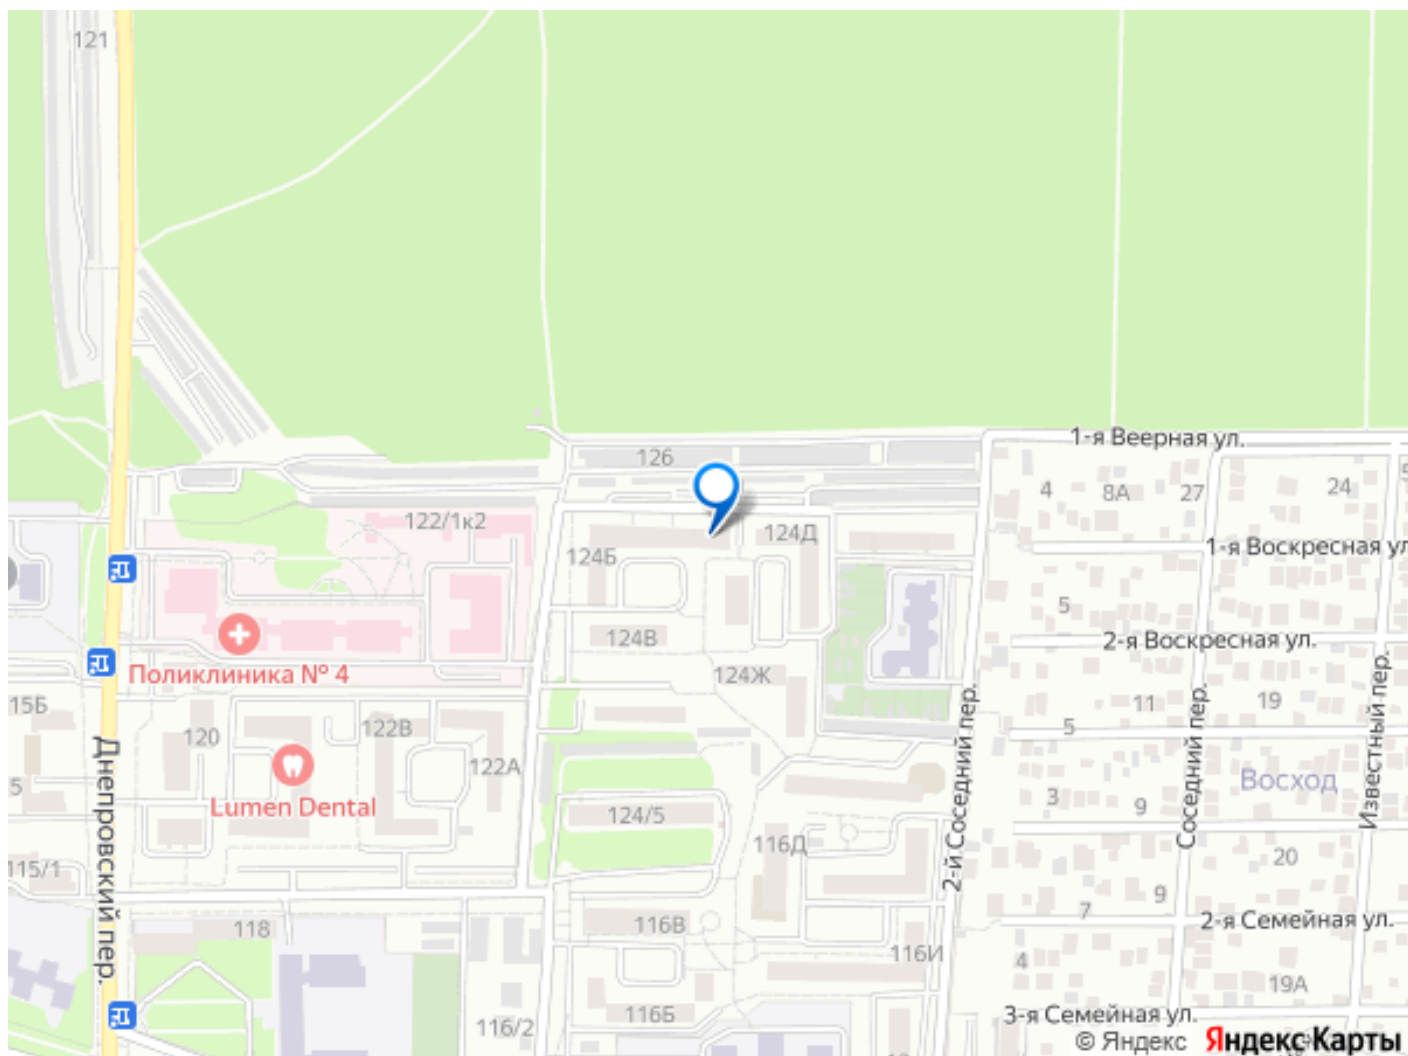 121
126
1-я Веерная ул.
4
8А
27
24
122/1к2
124Б
124Д
1-я Воскресная ул
5
124В
2-я Воскресная ул.
Поликлиника № 4
124Ж
15Б
120
122В
122А
11
19
5
Днепровский пер.
2-й Соседний пер.
Соседний пер.
Известный пер.
Lumen Dental
5
3
9
Восход
124/5
116Д
115/1
20
9
7
118
116В
116И
2-я Семейная ул.
4
19А
116Б
116/2
3-я Семейная ул.
© Яндекс Яндекс Карты